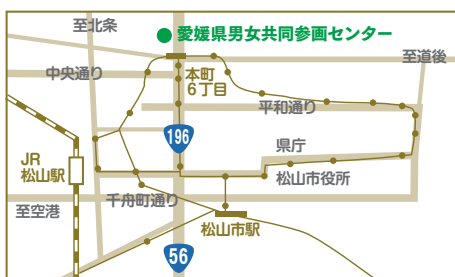 至北条
愛媛県男女共同参画センター
至道後
中央通り
本町
6丁目
平和通り
196
県庁
JR
松山駅
松山市役所
千舟町通り
至空港
松山市駅
56